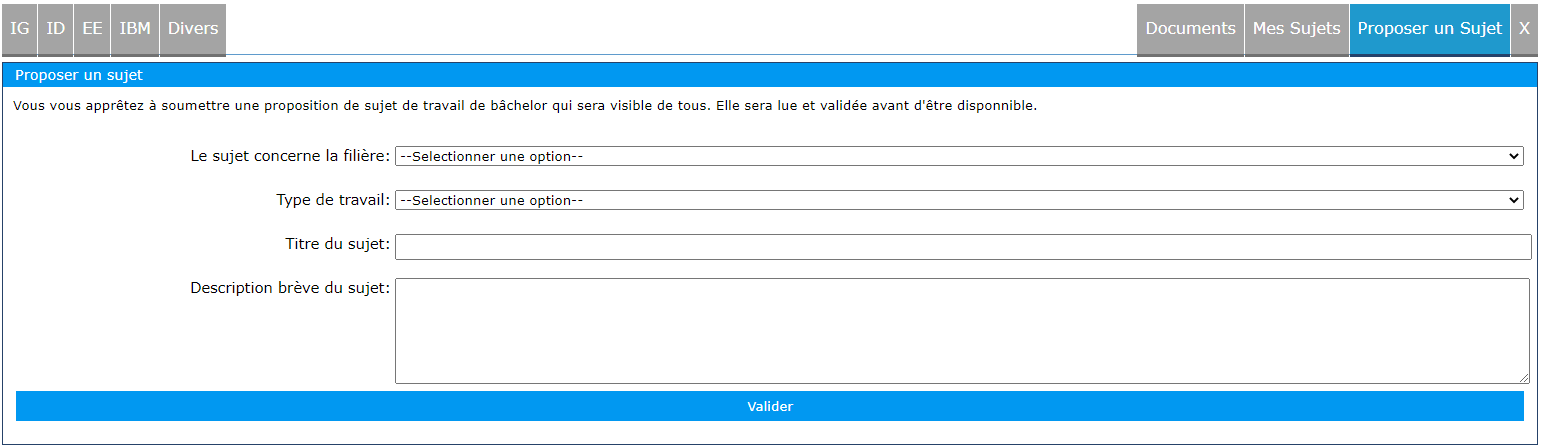 IG ID EE IBM Divers Documents Mes Sujets Proposer un Sujet X
Proposer un sujet
Vous vous apprêtez à soumettre une proposition de sujet de travail de bâchelor qui sera visible de tous. Elle sera lue et validée avant d'être disponnible.
Le sujet concerne la filière: --Selectionner une option--
Type de travail: --Selectionner une option--
Titre du sujet:
Description brève du sujet:
Valider